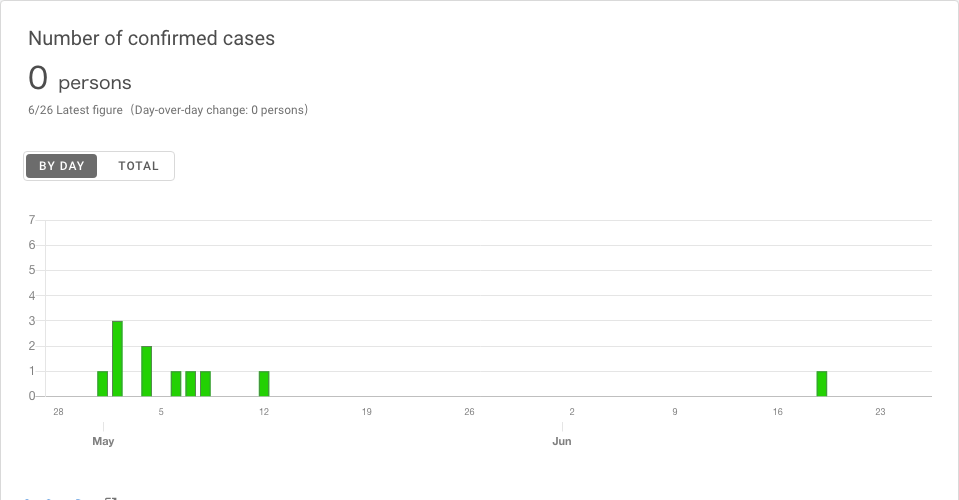 Number of confirmed cases
0 persons
6/26 Latest figure（Day-over-day change: 0 persons）
BY DAY TOTAL
7
6
5
4
3
2
1
0
28 5 12 19 26 2 9 16 23
May Jun